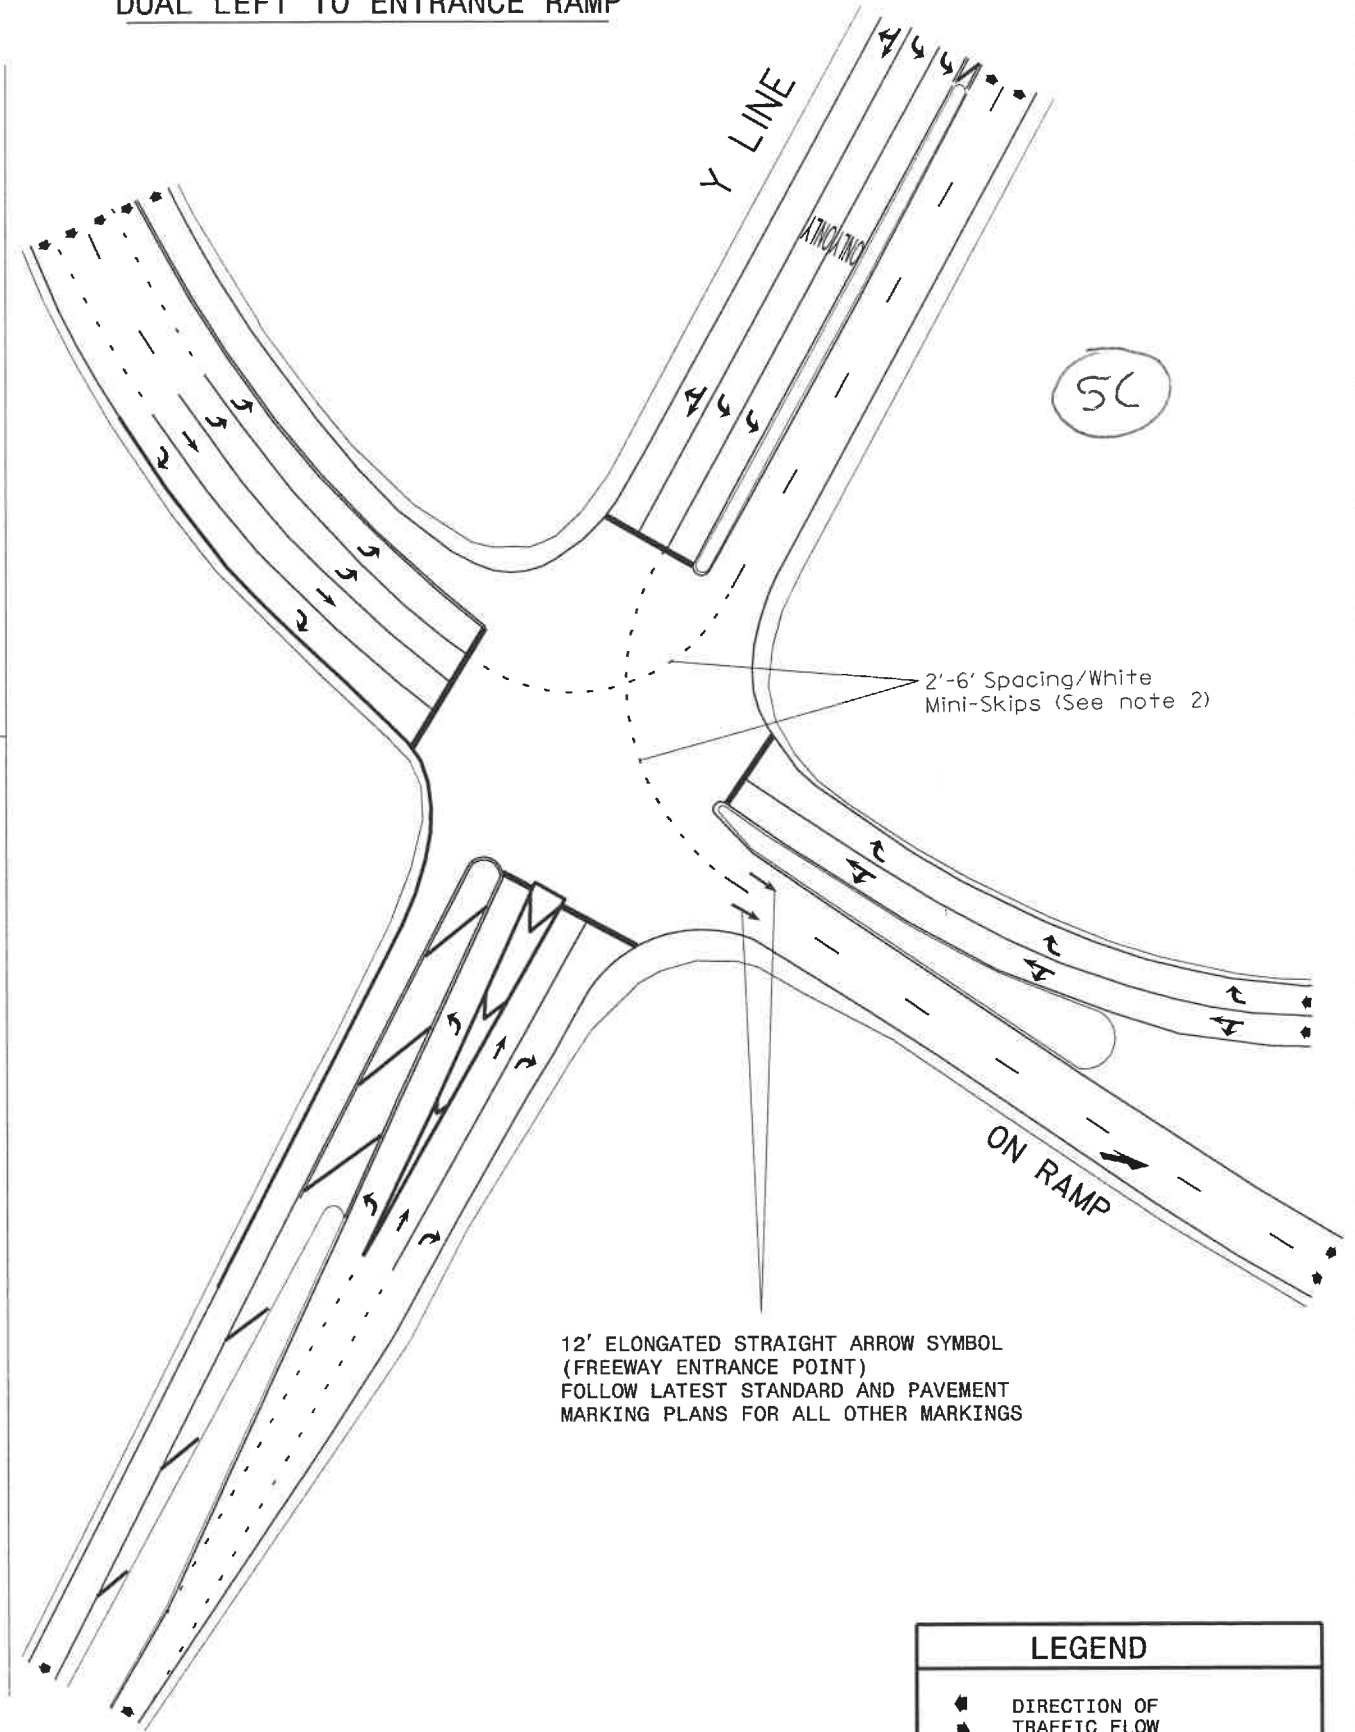 DUAL LEFT TO ENTRANCE RAMP
Y LINE
ONLY ONLY
5C
2'-6' Spacing/White
Mini-Skips (See note 2)
ON RAMP
12' ELONGATED STRAIGHT ARROW SYMBOL
(FREEWAY ENTRANCE POINT)
FOLLOW LATEST STANDARD AND PAVEMENT
MARKING PLANS FOR ALL OTHER MARKINGS
LEGEND
DIRECTION OF
TRAFFIC FLOW